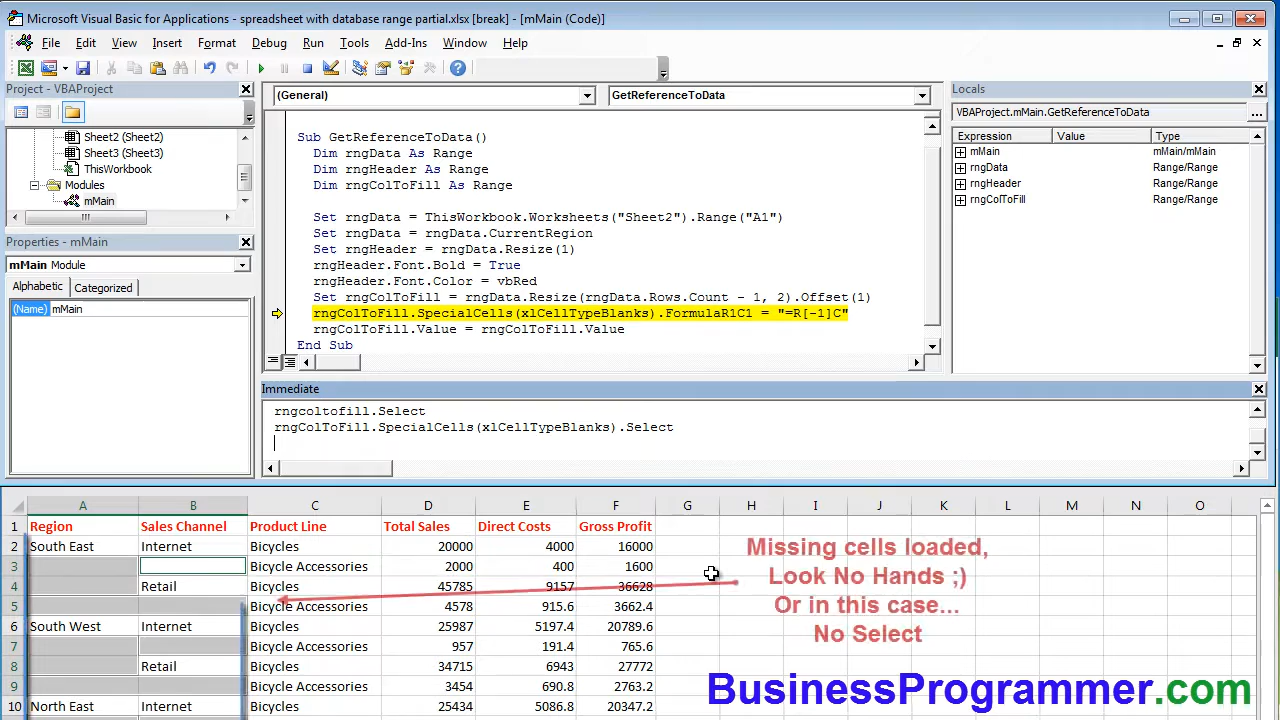 Microsoft Visual Basic for Applications - spreadsheet with database range partial.xlsx [break] - [mMain (Code)]
File Edit View Insert Format Debug Run Tools Add-Ins Window Help
Project - VBAProject
Sheet2 (Sheet2)
Sheet3 (Sheet3)
ThisWorkbook
Modules
mMain
Properties - mMain
mMain Module
Alphabetic Categorized
(Name) mMain
(General) GetReferenceToData
Sub GetReferenceToData()
Dim rngData As Range
Dim rngHeader As Range
Dim rngColToFill As Range
Set rngData = ThisWorkbook.Worksheets("Sheet2").Range("A1")
Set rngData = rngData.CurrentRegion
Set rngHeader = rngData.Resize(1)
rngHeader.Font.Bold = True
rngHeader.Font.Color = vbRed
Set rngColToFill = rngData.Resize(rngData.Rows.Count - 1, 2).Offset(1)
rngColToFill.SpecialCells(xlCellTypeBlanks).FormulaR1C1 = "=R[-1]C"
rngColToFill.Value = rngColToFill.Value
End Sub
Locals
VBAProject.mMain.GetReferenceToData
...
Expression Value Type
mMain mMain/mMain
rngData Range/Range
rngHeader Range/Range
rngColToFill Range/Range
Immediate
rngcoltofill.Select
rngColToFill.SpecialCells(xlCellTypeBlanks).Select
A B C D E F G H I J K L M N O
1 Region Sales Channel Product Line Total Sales Direct Costs Gross Profit
2 South East Internet Bicycles 20000 4000 16000
3 Bicycle Accessories 2000 400 1600
4 Retail Bicycles 45785 9157 36628
5 Bicycle Accessories 4578 915.6 3662.4
6 South West Internet Bicycles 25987 5197.4 20789.6
7 Bicycle Accessories 957 191.4 765.6
8 Retail Bicycles 34715 6943 27772
9 Bicycle Accessories 3454 690.8 2763.2
10 North East Internet Bicycles 25434 5086.8 20347.2
Missing cells loaded,
Look No Hands ;)
Or in this case...
No Select
BusinessProgrammer.com